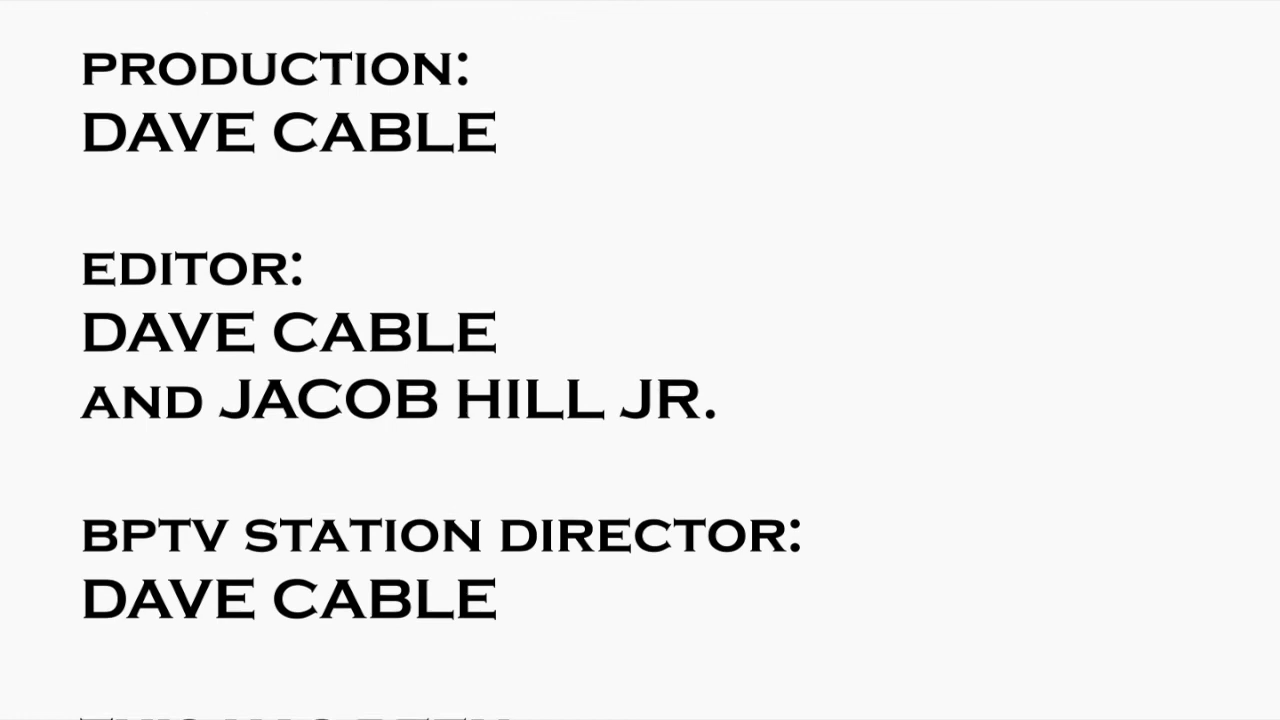 PRODUCTION:
DAVE CABLE
EDITOR:
DAVE CABLE
AND JACOB HILL JR.
BPTV STATION DIRECTOR:
DAVE CABLE